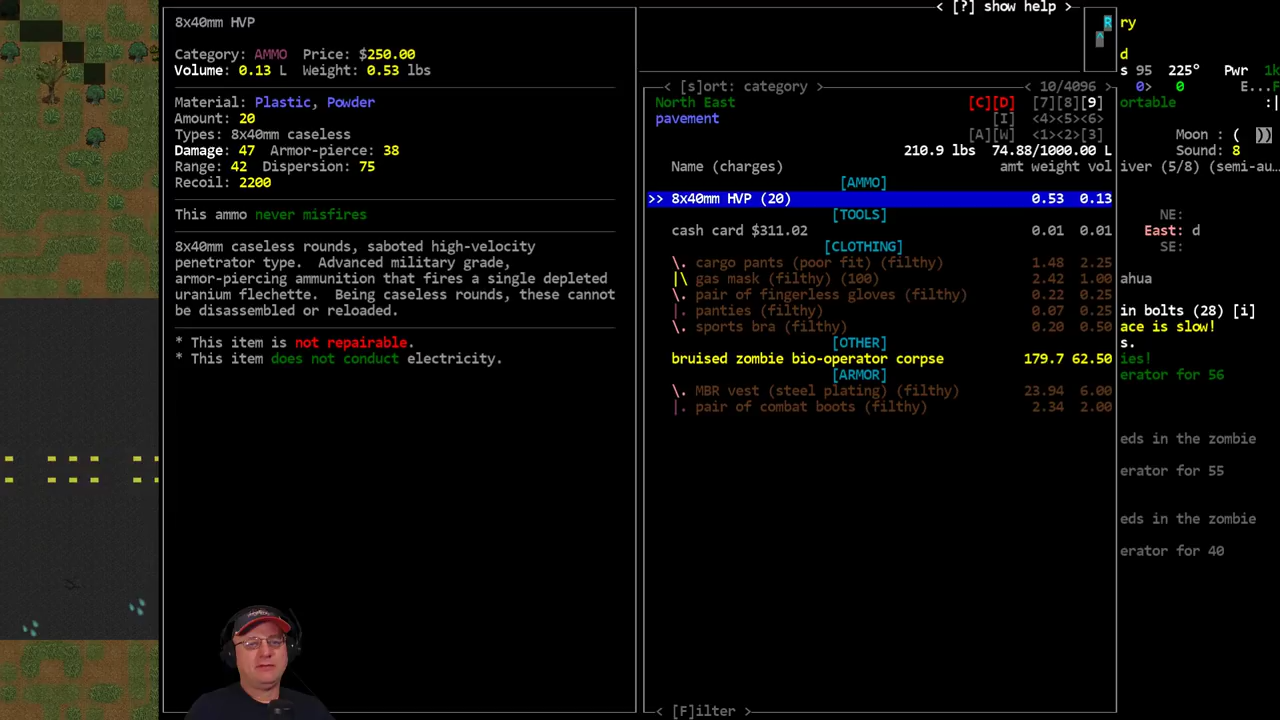 8x40mm HVP
Category: AMMO Price: $250.00
Volume: 0.13 L Weight: 0.53 lbs
Material: Plastic, Powder
Amount: 20
Types: 8x40mm caseless
Damage: 47 Armor-pierce: 38
Range: 42 Dispersion: 75
Recoil: 2200
This ammo never misfires
8x40mm caseless rounds, saboted high-velocity
penetrator type. Advanced military grade,
armor-piercing ammunition that fires a single depleted
uranium flechette. Being caseless rounds, these cannot
be disassembled or reloaded.
* This item is not repairable.
* This item does not conduct electricity.
< [?] show help >
R
^
< [s]ort: category > < 10/4096 >
North East [C][D] [7][8][9]
pavement [I] <4><5><6>
[A][W] <1><2>[3]
210.9 lbs 74.88/1000.00 L
Name (charges) amt weight vol
[AMMO]
>> 8x40mm HVP (20) 0.53 0.13
[TOOLS]
cash card $311.02 0.01 0.01
[CLOTHING]
\. cargo pants (poor fit) (filthy) 1.48 2.25
|\ gas mask (filthy) (100) 2.42 1.00
\. pair of fingerless gloves (filthy) 0.22 0.25
|. panties (filthy) 0.07 0.25
\. sports bra (filthy) 0.20 0.50
[OTHER]
bruised zombie bio-operator corpse 179.7 62.50
[ARMOR]
\. MBR vest (steel plating) (filthy) 23.94 6.00
|. pair of combat boots (filthy) 2.34 2.00
< [F]ilter >
ry
d
s 95 225° Pwr 1k
0> 0 E...F
ortable :|
Moon : ( ))
Sound: 8
iver (5/8) (semi-au…
NE:
East: d
SE:
ahua
in bolts (28) [i]
ace is slow!
s.
ies!
erator for 56
eds in the zombie
erator for 55
eds in the zombie
erator for 40